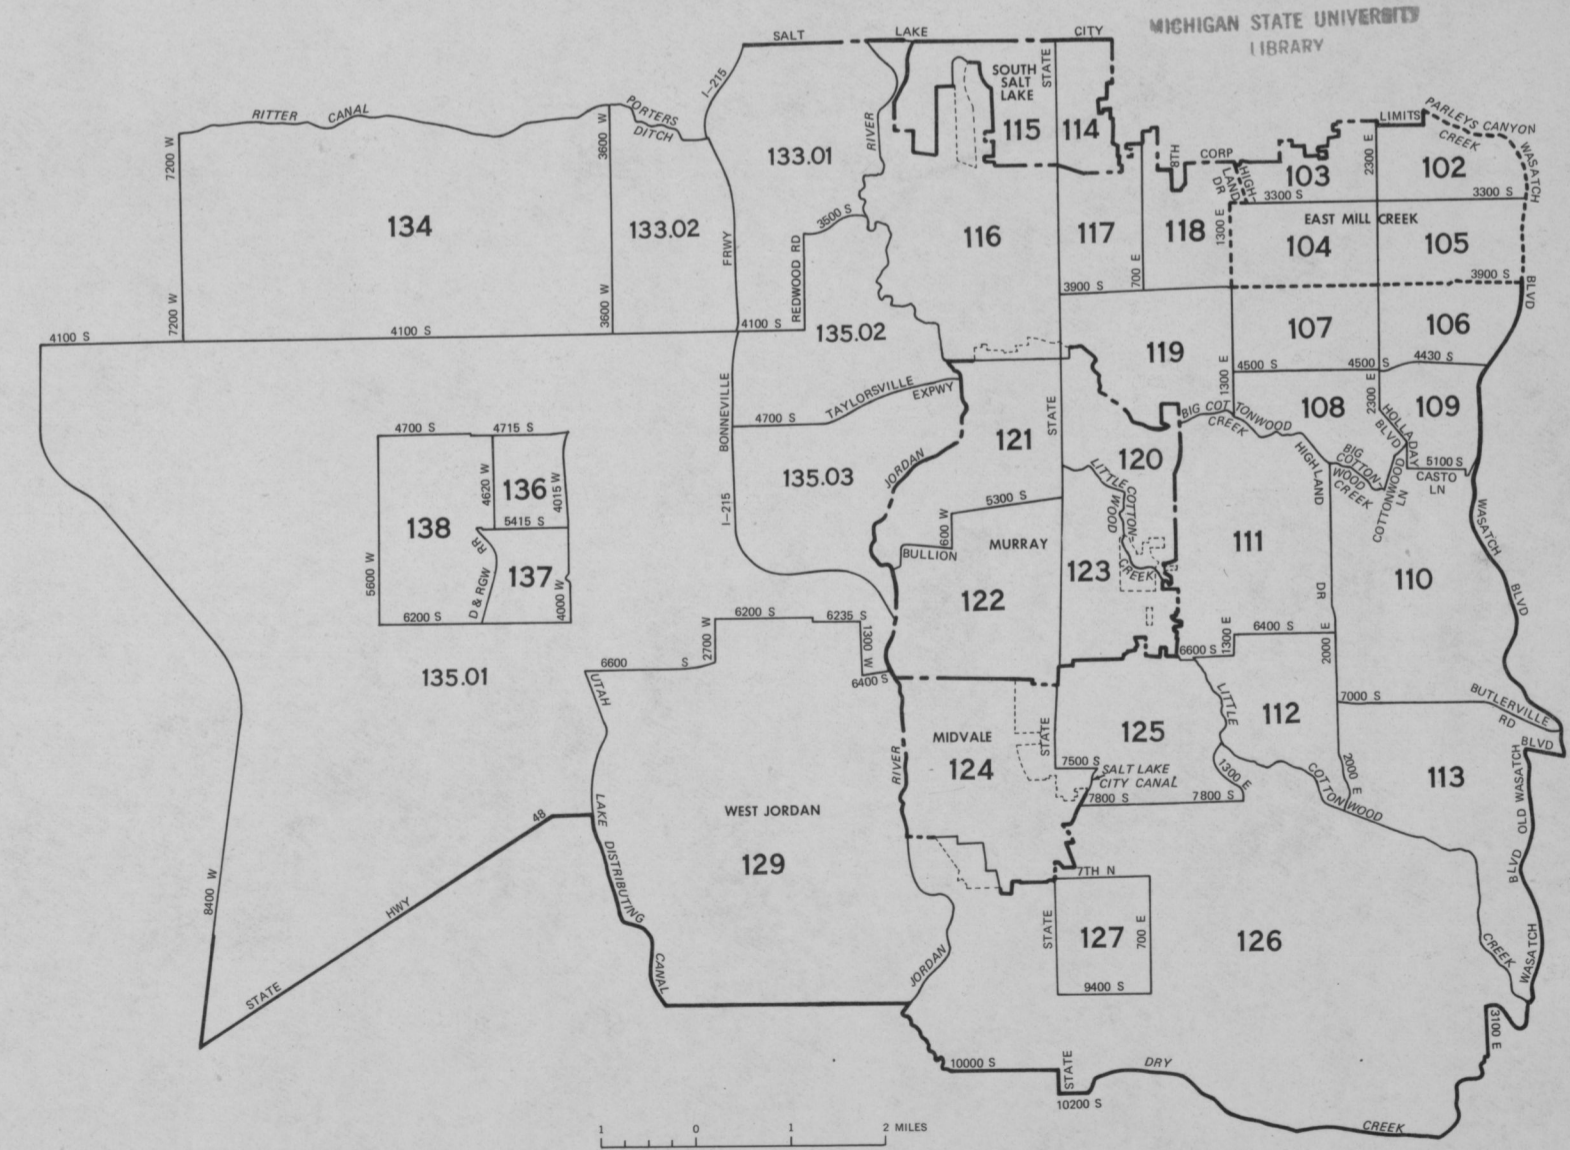 MICHIGAN STATE UNIVERSITY
LIBRARY
SALT
LAKE
CITY
STATE
SOUTH
SALT
LAKE
115
114
I-215
RITTER
CANAL
PORTERS
DITCH
3600 W
7200 W
133.01
RIVER
LIMITS
PARLEYS CANYON
CREEK
WASATCH
102
2300 E
8TH
CORP
HIGH-
LAND
DR
103
3300 S
3300 S
EAST MILL CREEK
134
133.02
FRWY
3500 S
REDWOOD RD
116
117
118
1300 E
104
105
700 E
3900 S
3900 S
BLVD
7200 W
3600 W
4100 S
4100 S
4100 S
135.02
119
107
106
1300 E
4500 S
4500 S
4430 S
2300 E
BONNEVILLE
TAYLORSVILLE
EXPWY
4700 S
121
STATE
BIG COT
TONWOOD
CREEK
108
109
HOLLADAY
BLVD
4700 S
4715 S
4620 W
136
4015 W
138
5415 S
RR
D & RGW
137
4000 W
5600 W
6200 S
I-215
135.03
JORDAN
120
LITTLE
COTTON-
WOOD
CREEK
HIGHLAND
BIG
COTTON-
WOOD
CREEK
COTTONWOOD
LN
5100 S
CASTO
LN
WASATCH
5300 S
600 W
BULLION
MURRAY
122
123
111
DR
110
BLVD
6200 S
6235 S
1300 W
2700 W
6600
S
6400 S
135.01
UTAH
1300 E
6400 S
2000 E
6600 S
LITTLE
112
7000 S
BUTLERVILLE
RD
BLVD
MIDVALE
124
STATE
125
7500 S
SALT LAKE
CITY CANAL
7800 S
7800 S
1300 E
2000 E
COTTONWOOD
113
OLD WASATCH
BLVD
RIVER
LAKE
DISTRIBUTING
CANAL
48
HWY
STATE
8400 W
WEST JORDAN
129
7TH N
STATE
127
700 E
9400 S
126
CREEK
WASATCH
JORDAN
3100 E
10000 S
STATE
10200 S
DRY
CREEK
1
0
1
2 MILES